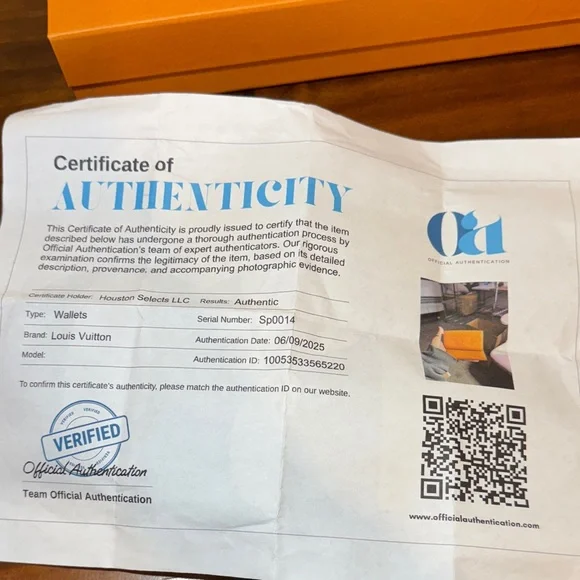 Certificate of
AUTHENTICITY
This Certificate of Authenticity is proudly issued to certify that the item
described below has undergone a thorough authentication process by
Official Authentication's team of expert authenticators. Our rigorous
examination confirms the legitimacy of the item, based on its detailed
description, provenance, and accompanying photographic evidence.
Certificate Holder: Houston Selects LLC Results: Authentic
Type: Wallets Serial Number: Sp0014
Brand: Louis Vuitton Authentication Date: 06/09/2025
Model: Authentication ID: 10053533565220
To confirm this certificate's authenticity, please match the authentication ID on our website.
VERIFIED
VERIFIED
Official Authentication
Team Official Authentication
Oa
OFFICIAL AUTHENTICATION
www.officialauthentication.com